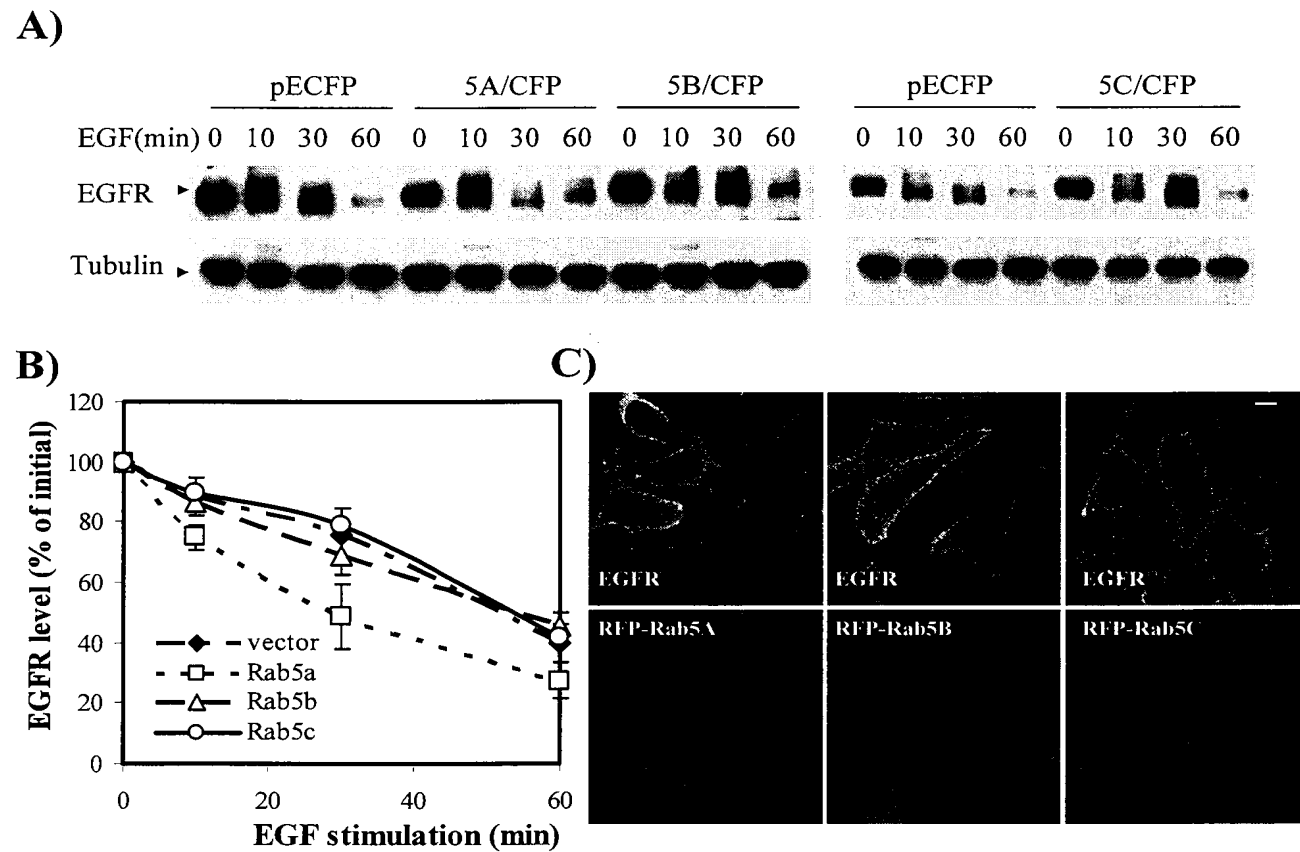 A)
pECFP 5A/CFP 5B/CFP pECFP 5C/CFP
EGF(min) 0 10 30 60 0 10 30 60 0 10 30 60 0 10 30 60 0 10 30 60
EGFR
Tubulin
B)
120
100
80
60
40
20
0
EGFR level (% of initial)
vector
Rab5a
Rab5b
Rab5c
0 20 40 60
EGF stimulation (min)
C)
EGFR EGFR EGFR
RFP-Rab5A RFP-Rab5B RFP-Rab5C